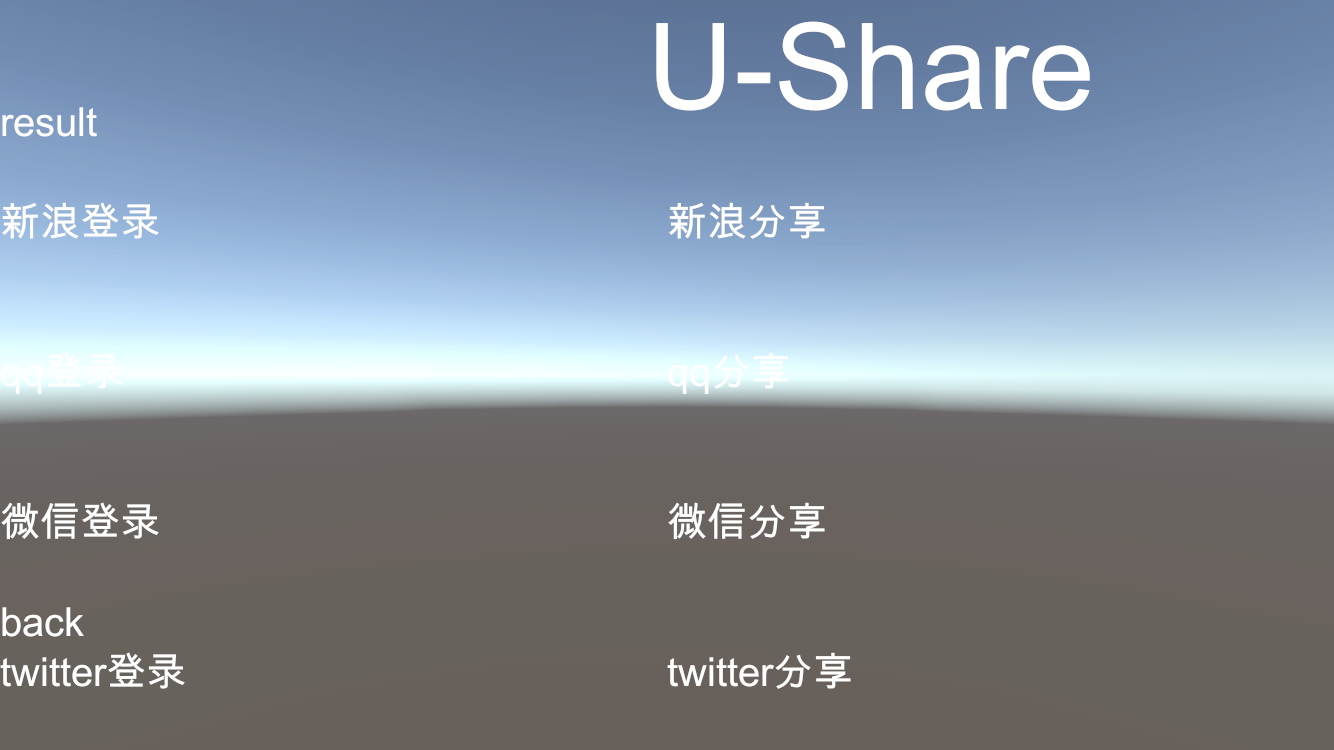 U-Share
result
新浪登录
新浪分享
qq登录
qq分享
微信登录
微信分享
back
twitter登录
twitter分享